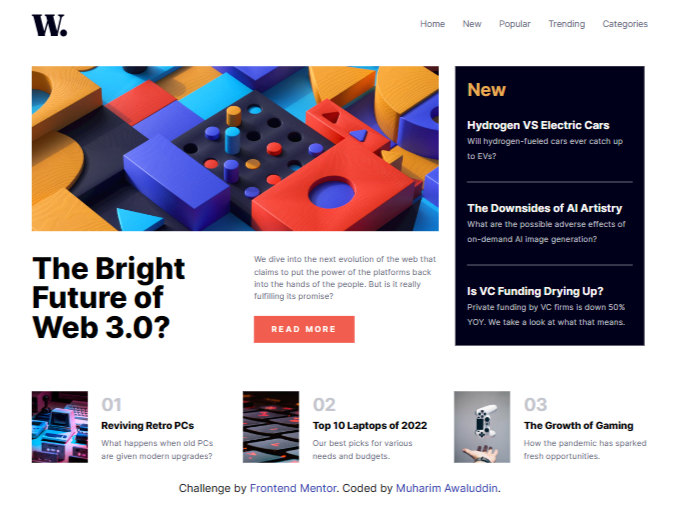 W.
Home New Popular Trending Categories
New
Hydrogen VS Electric Cars
Will hydrogen-fueled cars ever catch up
to EVs?
The Downsides of AI Artistry
What are the possible adverse effects of
on-demand AI image generation?
Is VC Funding Drying Up?
Private funding by VC firms is down 50%
YOY. We take a look at what that means.
The Bright
Future of
Web 3.0?
We dive into the next evolution of the web that
claims to put the power of the platforms back
into the hands of the people. But is it really
fulfilling its promise?
READ MORE
01
Reviving Retro PCs
What happens when old PCs
are given modern upgrades?
02
Top 10 Laptops of 2022
Our best picks for various
needs and budgets.
03
The Growth of Gaming
How the pandemic has sparked
fresh opportunities.
Challenge by Frontend Mentor. Coded by Muharim Awaluddin.